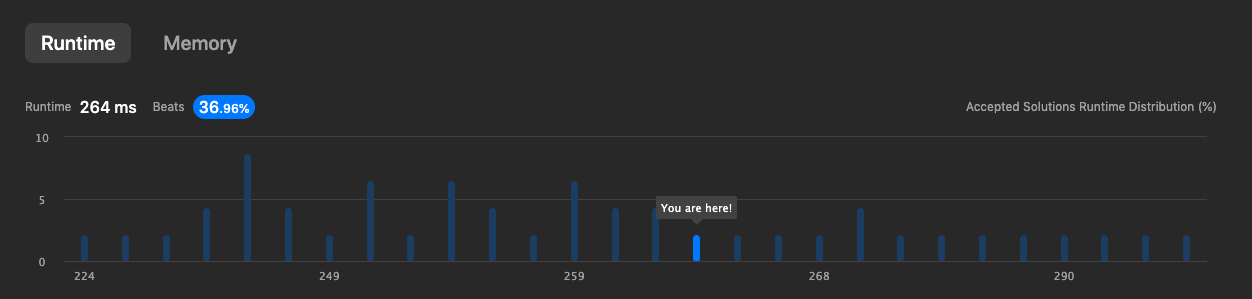 Runtime Memory
Runtime 264 ms Beats 36.96% Accepted Solutions Runtime Distribution (%)
10
5
You are here!
0
224 249 259 268 290